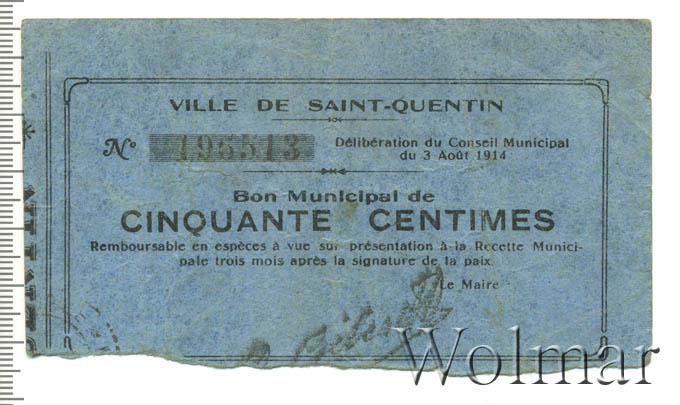 VILLE DE SAINT-QUENTIN
Nº 196513
Délibération du Conseil Municipal
du 3 Août 1914
Bon Municipal de
CINQUANTE CENTIMES
Remboursable en espèces à vue sur présentation à la Recette Munici-
pale trois mois après la signature de la paix.
Le Maire
Wolmar